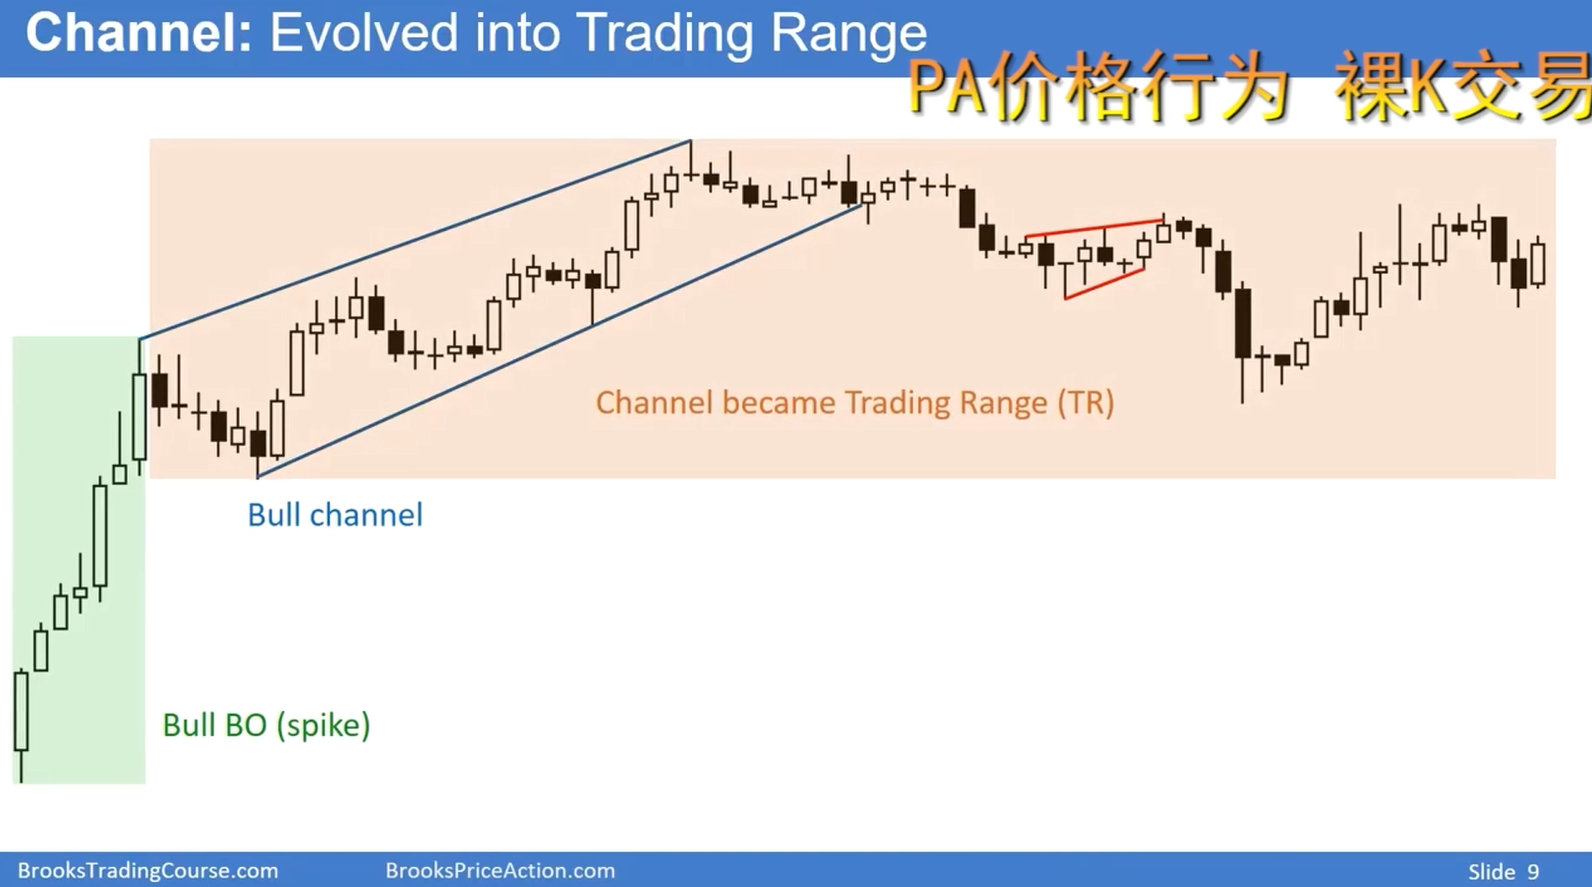 Channel: Evolved into Trading Range
PA价格行为 裸K交易
Channel became Trading Range (TR)
Bull channel
Bull BO (spike)
BrooksTradingCourse.com
BrooksPriceAction.com
Slide 9